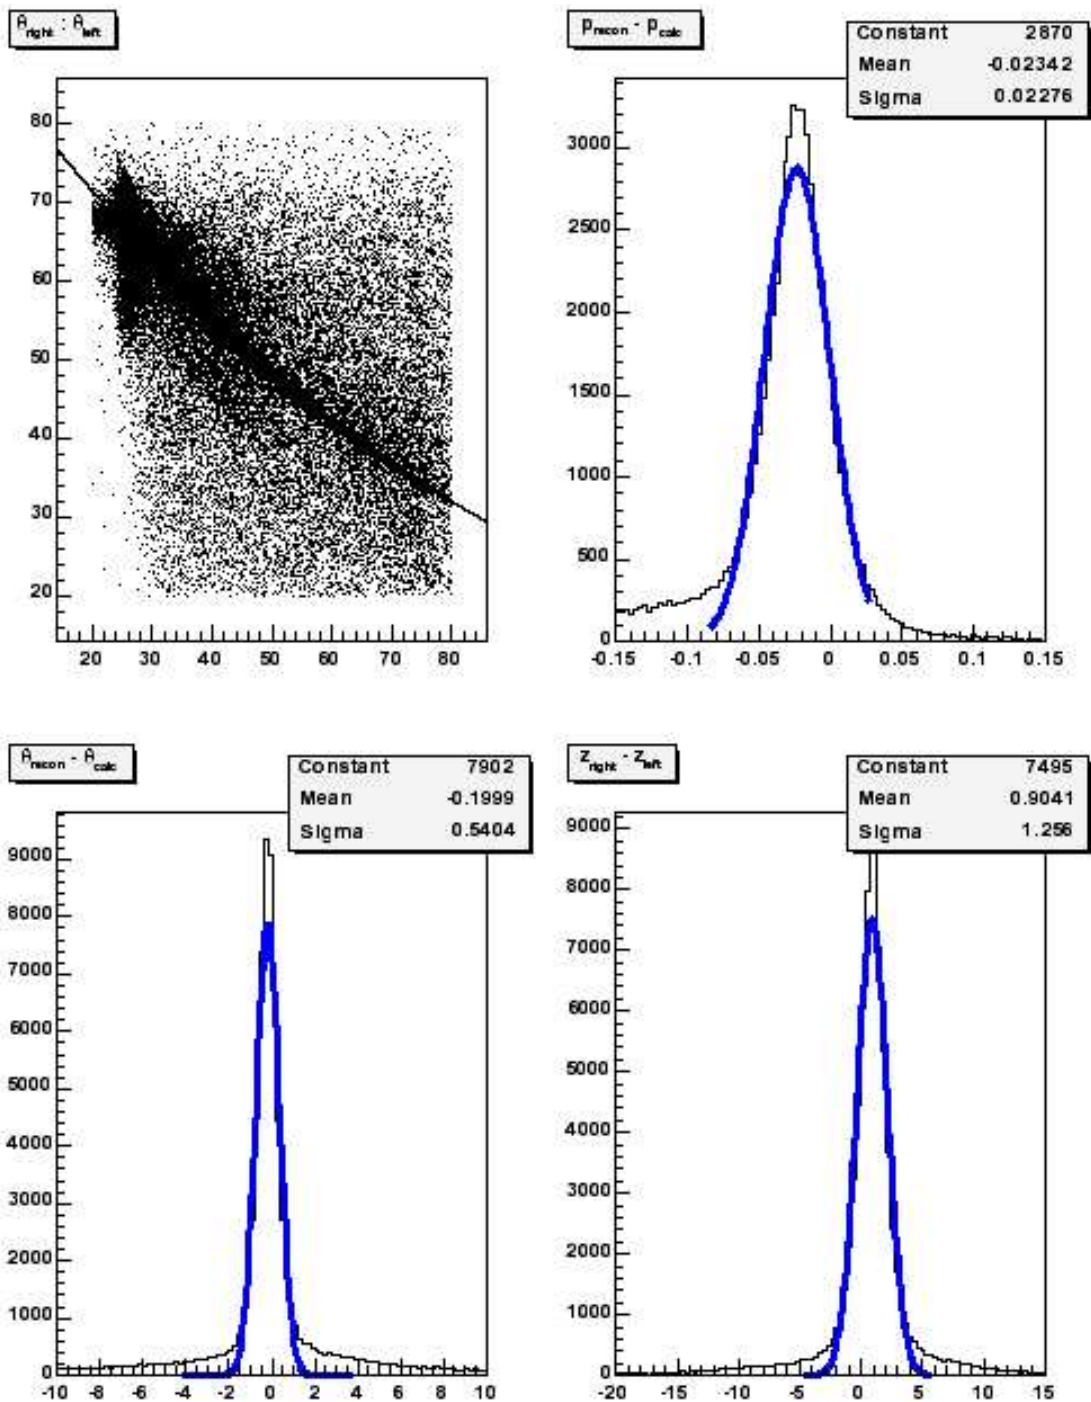 θright : θleft
precon - pcalc
Constant 2870
Mean -0.02342
Sigma 0.02276
80
70
60
50
40
30
20
20 30 40 50 60 70 80
3000
2500
2000
1500
1000
500
0
-0.15 -0.1 -0.05 0 0.05 0.1 0.15
θrecon - θcalc
Constant 7902
Mean -0.1999
Sigma 0.5404
zright - zleft
Constant 7495
Mean 0.9041
Sigma 1.256
9000
8000
7000
6000
5000
4000
3000
2000
1000
0
-10 -8 -6 -4 -2 0 2 4 6 8 10
9000
8000
7000
6000
5000
4000
3000
2000
1000
0
-20 -15 -10 -5 0 5 10 15